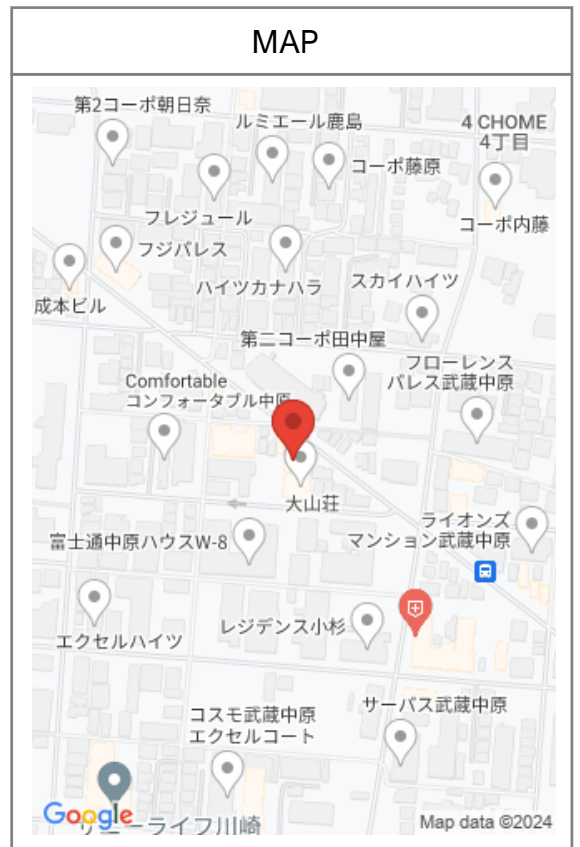 MAP
第2コーポ朝日奈
ルミエール鹿島
4 CHOME
4丁目
コーポ藤原
フレジュール
コーポ内藤
フジパレス
ハイツカナハラ
スカイハイツ
成本ビル
第二コーポ田中屋
フローレンス
パレス武蔵中原
Comfortable
コンフォータブル中原
大山荘
ライオンズ
マンション武蔵中原
富士通中原ハウスW-8
レジデンス小杉
エクセルハイツ
サーパス武蔵中原
コスモ武蔵中原
エクセルコート
Google
サニーライフ川崎
Map data ©2024